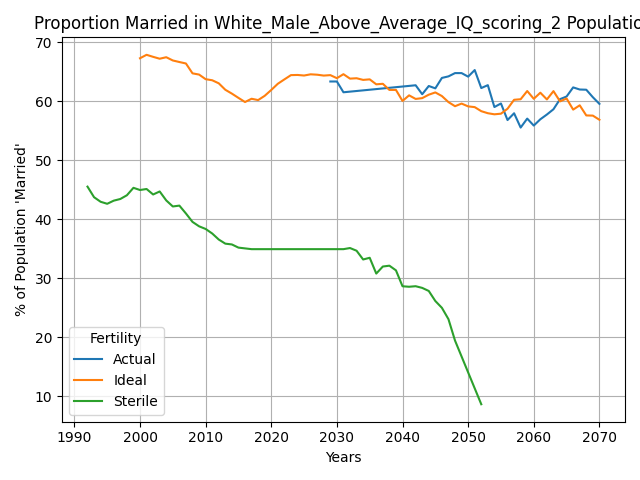 Proportion Married in White_Male_Above_Average_IQ_scoring_2 Populatio
% of Population 'Married'
70
60
50
40
30
20
10
Fertility
Actual
Ideal
Sterile
1990 2000 2010 2020 2030 2040 2050 2060 2070
Years